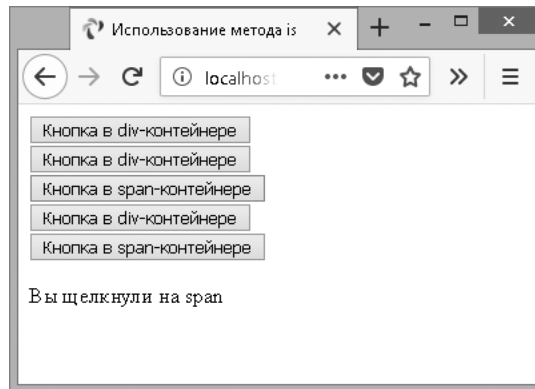 Использование метода is
localhost
Кнопка в div-контейнере
Кнопка в div-контейнере
Кнопка в span-контейнере
Кнопка в div-контейнере
Кнопка в span-контейнере
Вы щелкнули на span